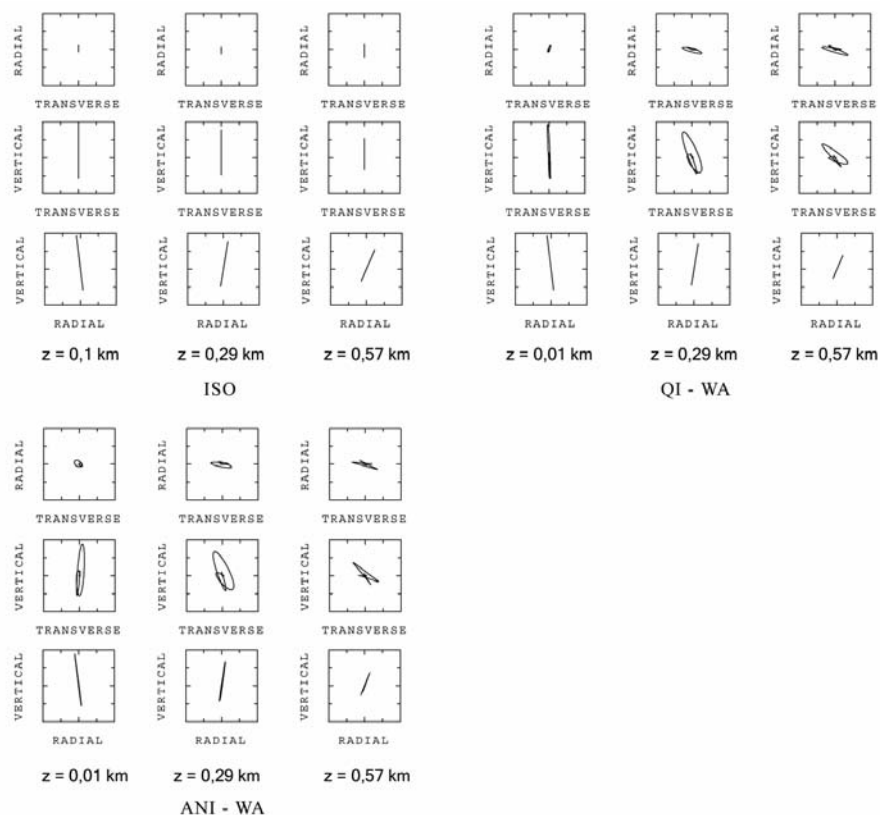 RADIAL RADIAL RADIAL RADIAL RADIAL RADIAL
TRANSVERSE TRANSVERSE TRANSVERSE TRANSVERSE TRANSVERSE TRANSVERSE
VERTICAL VERTICAL VERTICAL VERTICAL VERTICAL VERTICAL
TRANSVERSE TRANSVERSE TRANSVERSE TRANSVERSE TRANSVERSE TRANSVERSE
VERTICAL VERTICAL VERTICAL VERTICAL VERTICAL VERTICAL
RADIAL RADIAL RADIAL RADIAL RADIAL RADIAL
z = 0,1 km z = 0,29 km z = 0,57 km z = 0,01 km z = 0,29 km z = 0,57 km
ISO QI - WA
RADIAL RADIAL RADIAL
TRANSVERSE TRANSVERSE TRANSVERSE
VERTICAL VERTICAL VERTICAL
TRANSVERSE TRANSVERSE TRANSVERSE
VERTICAL VERTICAL VERTICAL
RADIAL RADIAL RADIAL
z = 0,01 km z = 0,29 km z = 0,57 km
ANI - WA